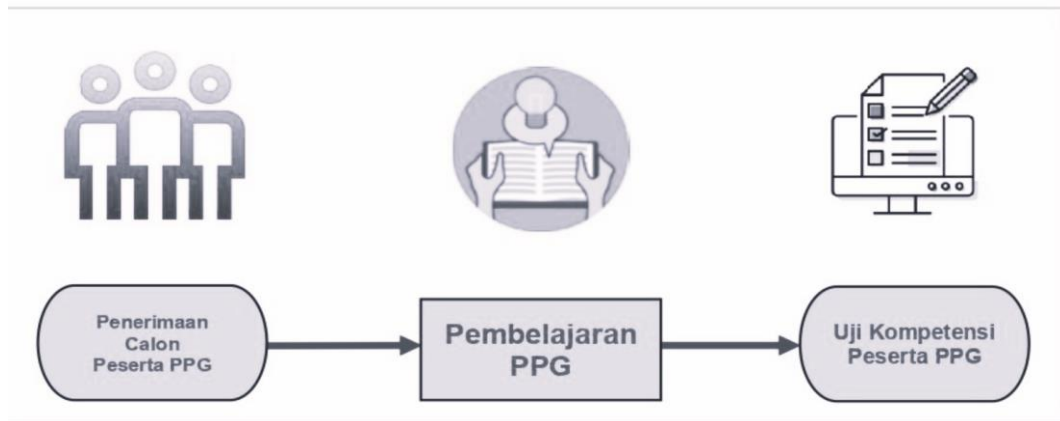 Penerimaan
Calon
Peserta PPG
Pembelajaran
PPG
Uji Kompetensi
Peserta PPG